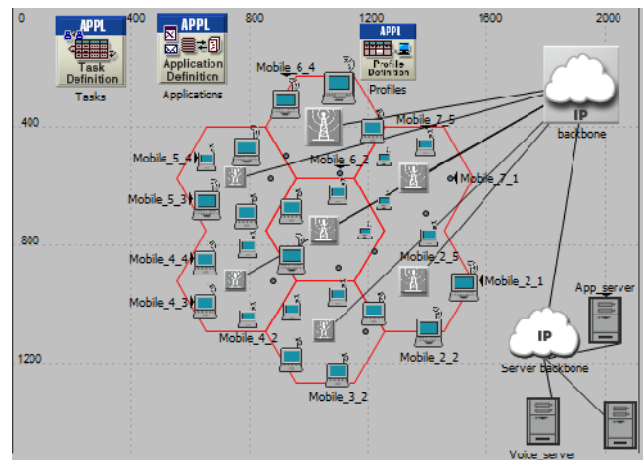 0 400 800 1200 1600 2000
APPL
Task
Definition
Tasks
APPL
Application
Definition
Applications
APPL
Profile
Definition
Profiles
Mobile_6_4
IP
backbone
400
Mobile_7_5
Mobile_5_4
Mobile_6_2
Mobile_7_1
Mobile_5_3
800
Mobile_4_4
Mobile_2_5
Mobile_2_1
App_server
Mobile_4_3
Mobile_4_2
IP
Mobile_2_2
1200
Server backbone
Mobile_3_2
Voice_server